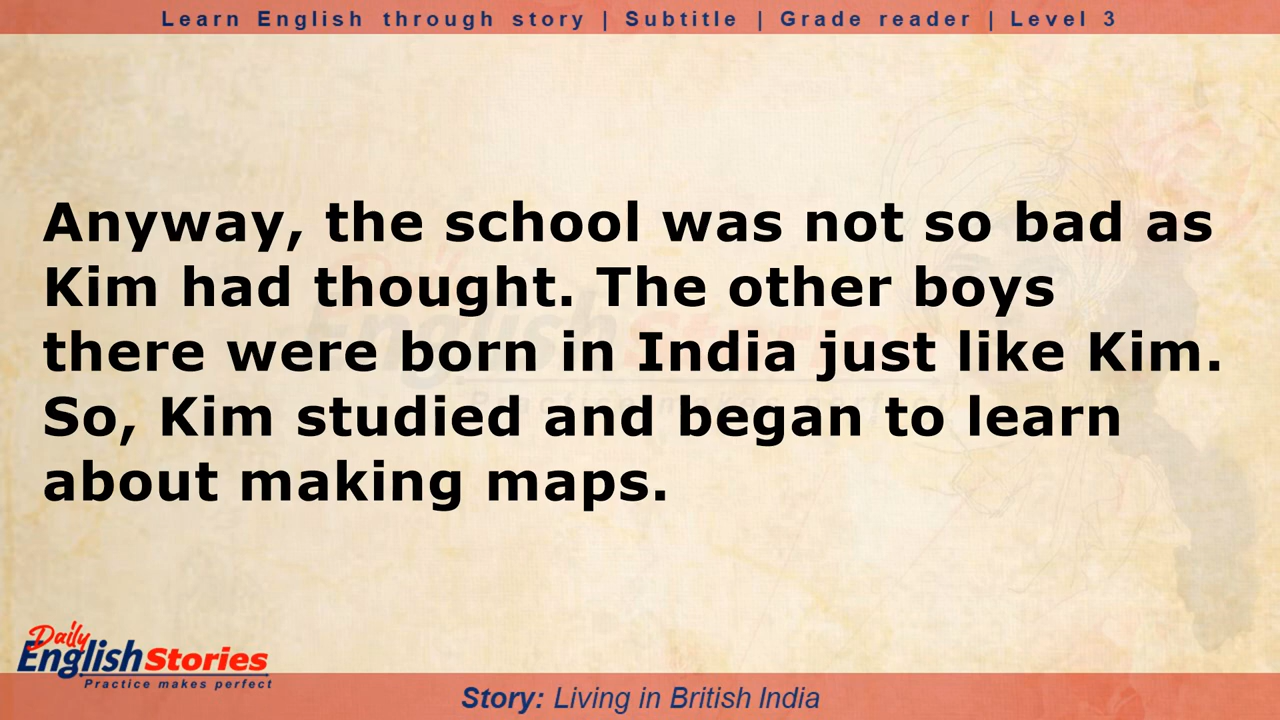 Learn English through story | Subtitle | Grade reader | Level 3
Anyway, the school was not so bad as
Kim had thought. The other boys
there were born in India just like Kim.
So, Kim studied and began to learn
about making maps.
Daily
English Stories
Practice makes perfect
Story: Living in British India